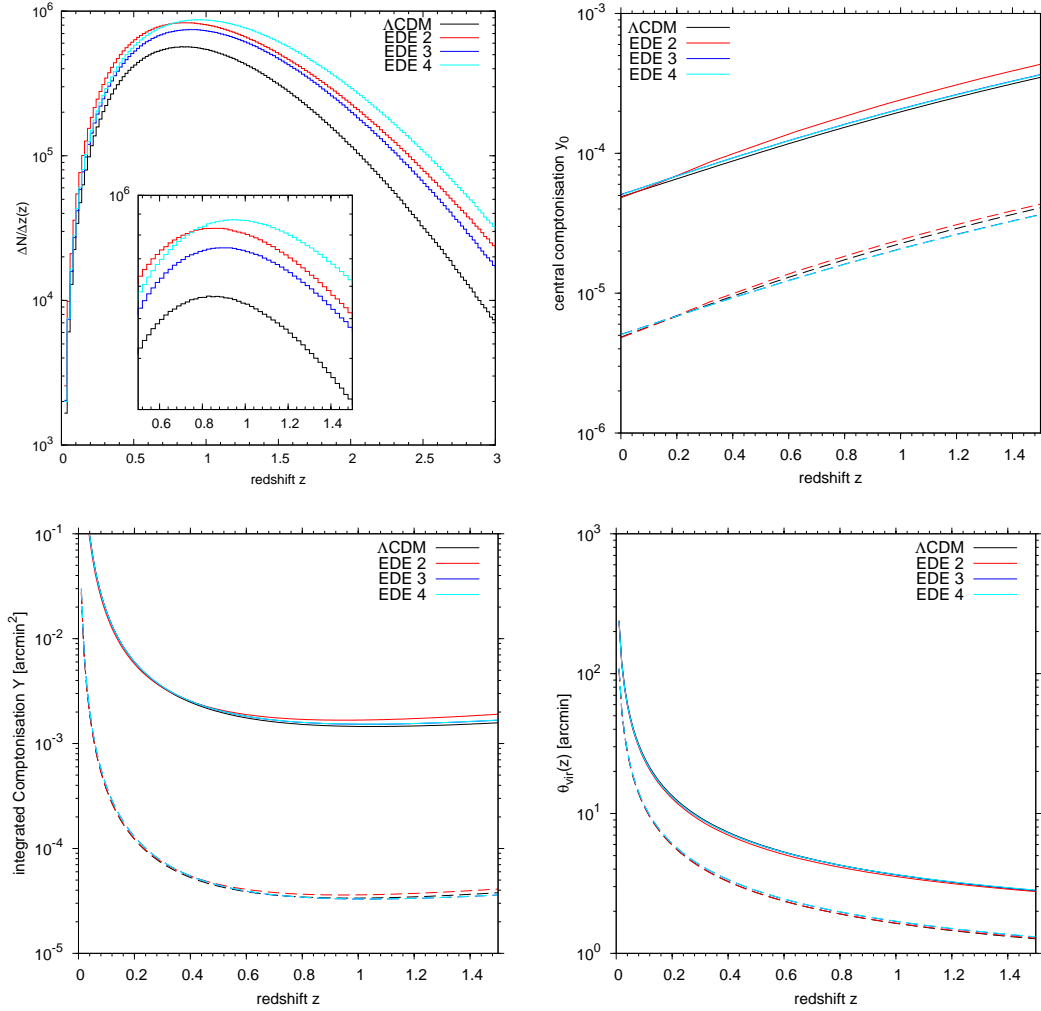 10^6
10^5
10^4
10^3
ΔN/Δz(z)
ΛCDM
EDE 2
EDE 3
EDE 4
10^6
0.6 0.8 1 1.2 1.4
0 0.5 1 1.5 2 2.5 3
redshift z
10^-3
10^-4
10^-5
10^-6
central comptonisation y_0
ΛCDM
EDE 2
EDE 3
EDE 4
0 0.2 0.4 0.6 0.8 1 1.2 1.4
redshift z
10^-1
10^-2
10^-3
10^-4
10^-5
integrated Comptonisation Y [arcmin^2]
ΛCDM
EDE 2
EDE 3
EDE 4
0 0.2 0.4 0.6 0.8 1 1.2 1.4
redshift z
10^3
10^2
10^1
10^0
θ_vir(z) [arcmin]
ΛCDM
EDE 2
EDE 3
EDE 4
0 0.2 0.4 0.6 0.8 1 1.2 1.4
redshift z